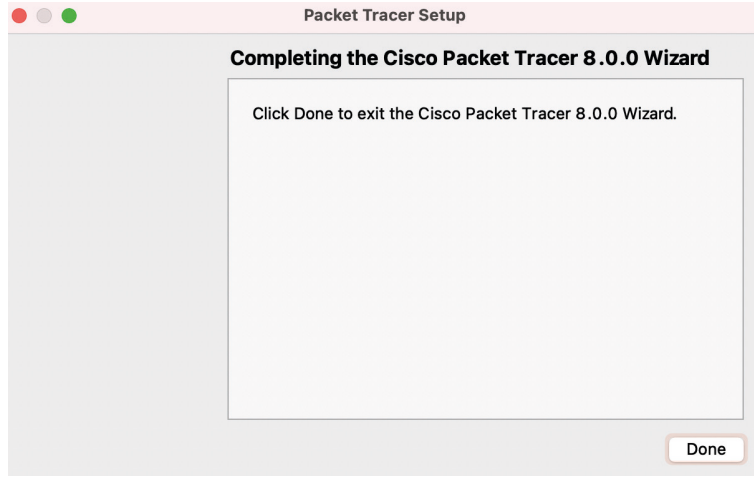 Packet Tracer Setup
Completing the Cisco Packet Tracer 8.0.0 Wizard
Click Done to exit the Cisco Packet Tracer 8.0.0 Wizard.
Done